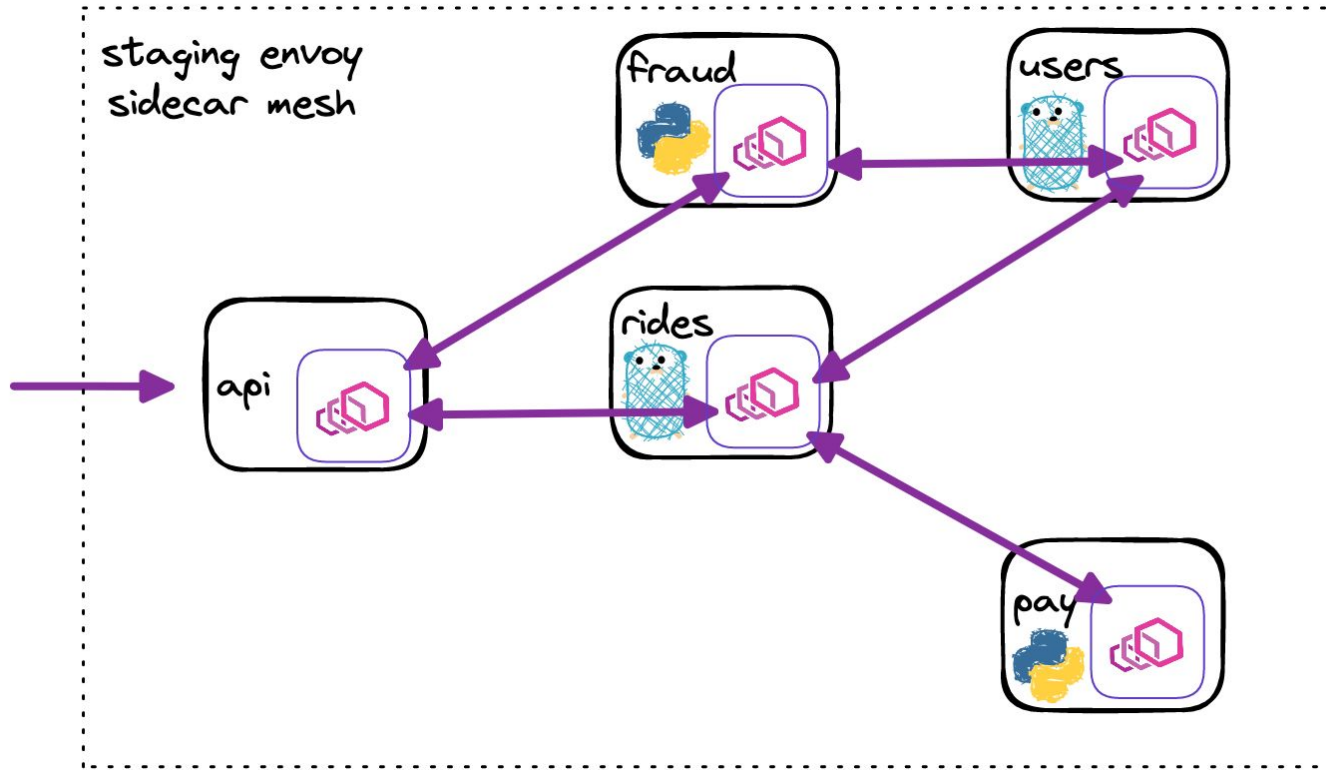 staging envoy
sidecar mesh
fraud
users
api
rides
pay